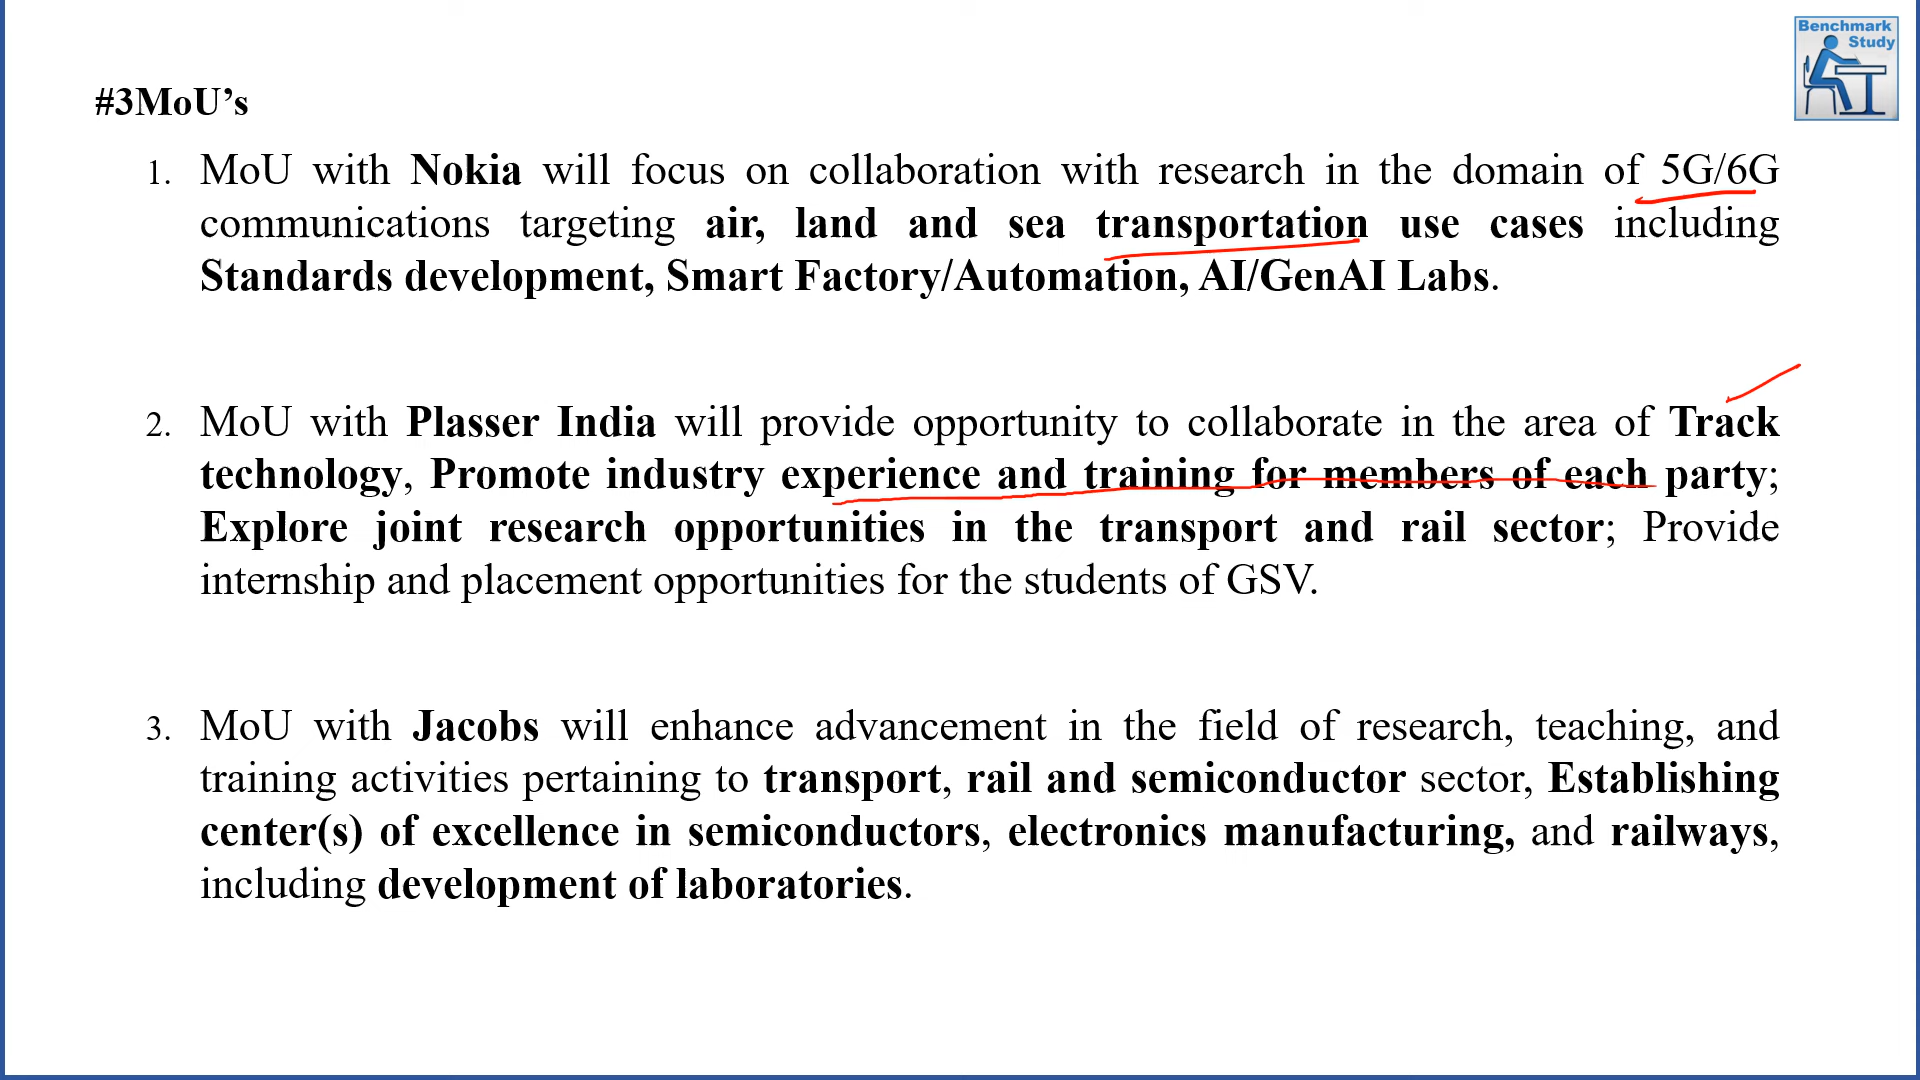 Benchmark
Study
#3MoU’s
1. MoU with Nokia will focus on collaboration with research in the domain of 5G/6G
communications targeting air, land and sea transportation use cases including
Standards development, Smart Factory/Automation, AI/GenAI Labs.
2. MoU with Plasser India will provide opportunity to collaborate in the area of Track
technology, Promote industry experience and training for members of each party;
Explore joint research opportunities in the transport and rail sector; Provide
internship and placement opportunities for the students of GSV.
3. MoU with Jacobs will enhance advancement in the field of research, teaching, and
training activities pertaining to transport, rail and semiconductor sector, Establishing
center(s) of excellence in semiconductors, electronics manufacturing, and railways,
including development of laboratories.